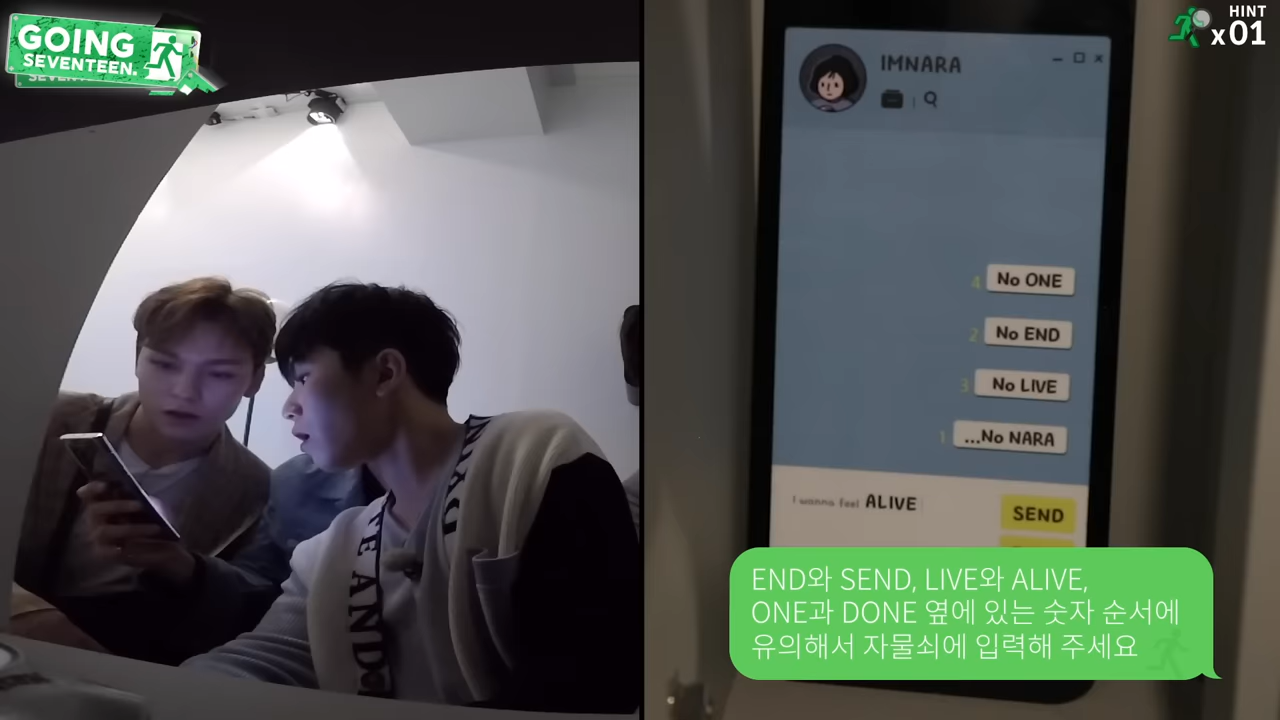 GOING
SEVENTEEN.
HINT
x01
IMNARA
4 No ONE
2 No END
3 No LIVE
1 ...No NARA
I wanna feel ALIVE
SEND
END와 SEND, LIVE와 ALIVE,
ONE과 DONE 옆에 있는 숫자 순서에
유의해서 자물쇠에 입력해 주세요